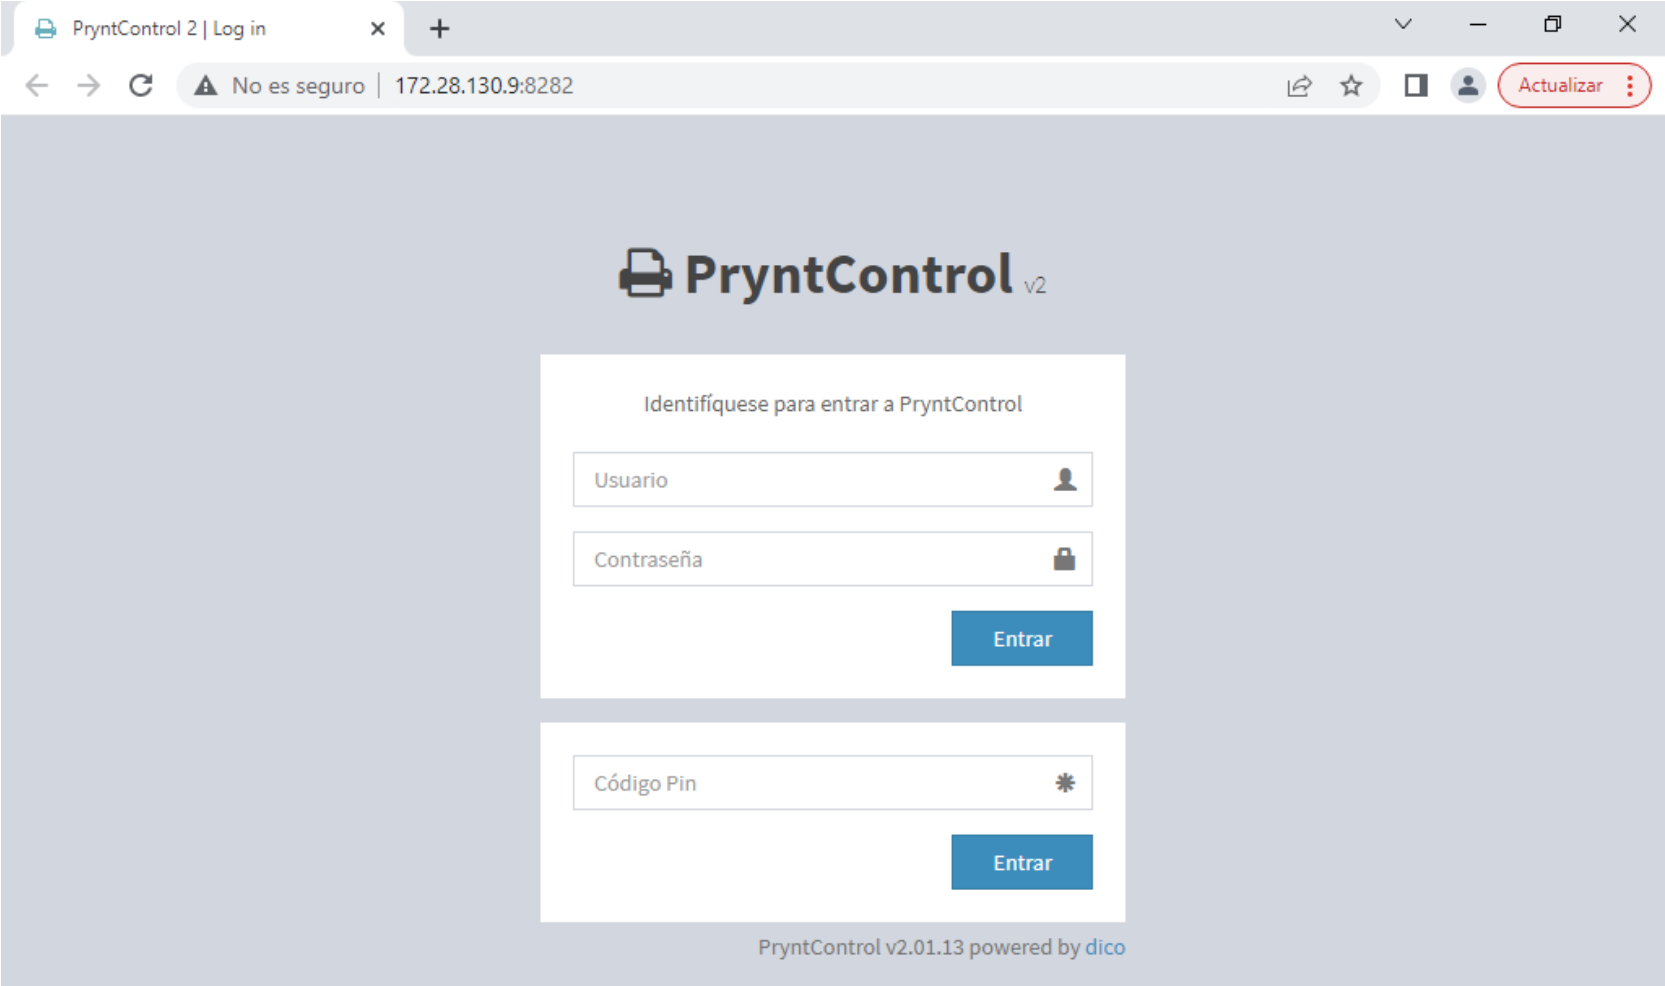 PryntControl 2 | Log in
No es seguro | 172.28.130.9:8282
Actualizar
PryntControl v2
Identifíquese para entrar a PryntControl
Usuario
Contraseña
Entrar
Código Pin
Entrar
PryntControl v2.01.13 powered by dico